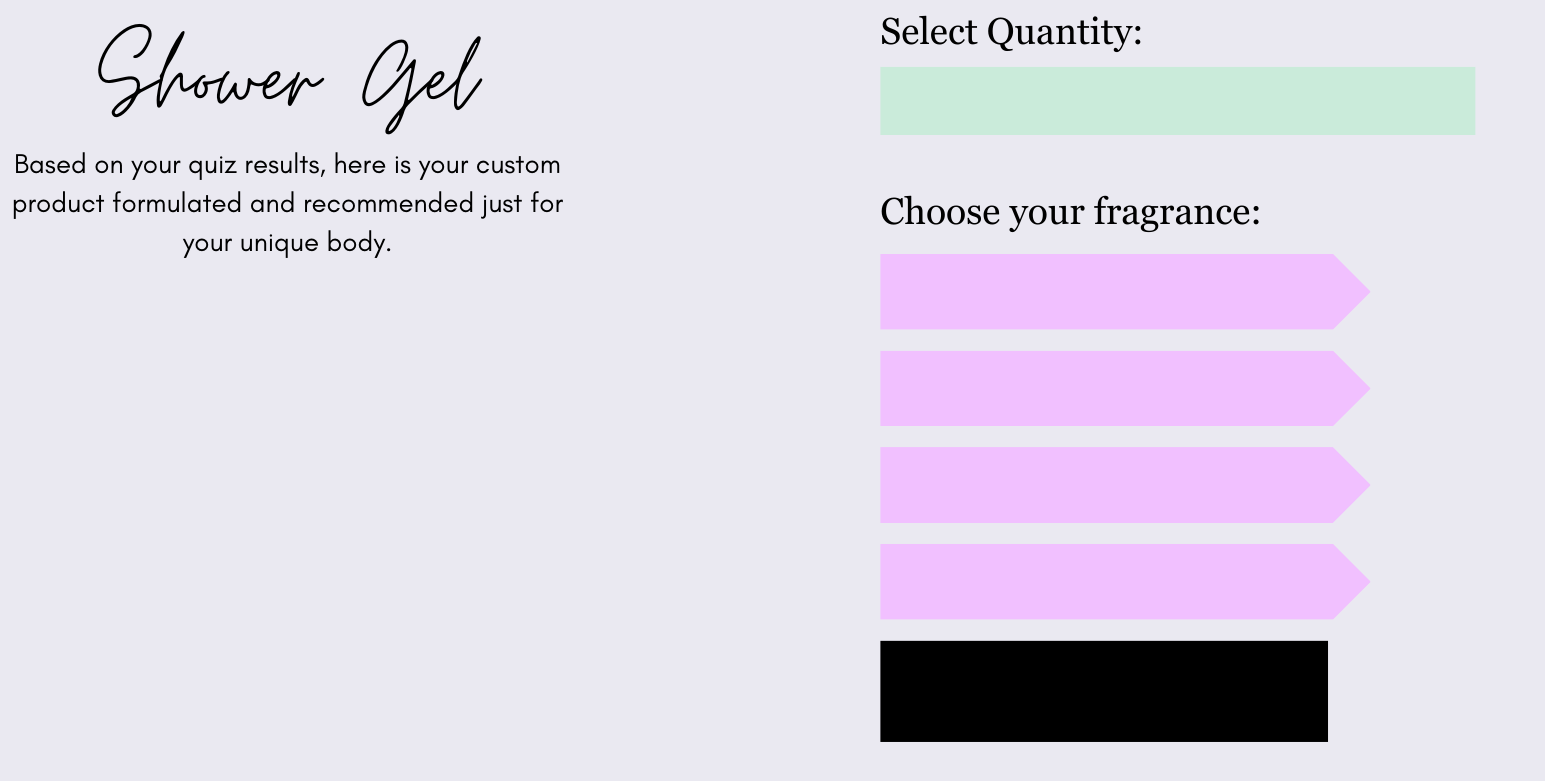 Shower Gel
Based on your quiz results, here is your custom
product formulated and recommended just for
your unique body.
Select Quantity:
Choose your fragrance: